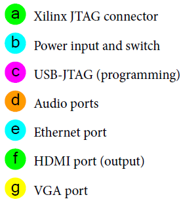 a Xilinx JTAG connector
b Power input and switch
c USB-JTAG (programming)
d Audio ports
e Ethernet port
f HDMI port (output)
g VGA port